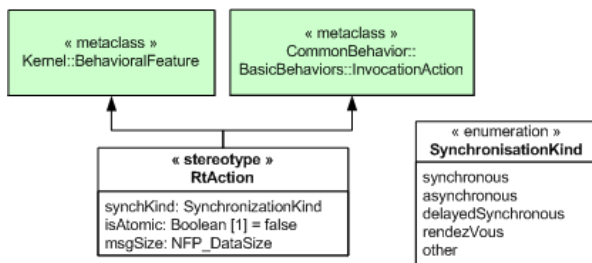 « metaclass »
Kernel::BehavioralFeature
« metaclass »
CommonBehavior::
BasicBehaviors::InvocationAction
« stereotype »
RtAction
synchKind: SynchronizationKind
isAtomic: Boolean [1] = false
msgSize: NFP_DataSize
« enumeration »
SynchronisationKind
synchronous
asynchronous
delayedSynchronous
rendezVous
other